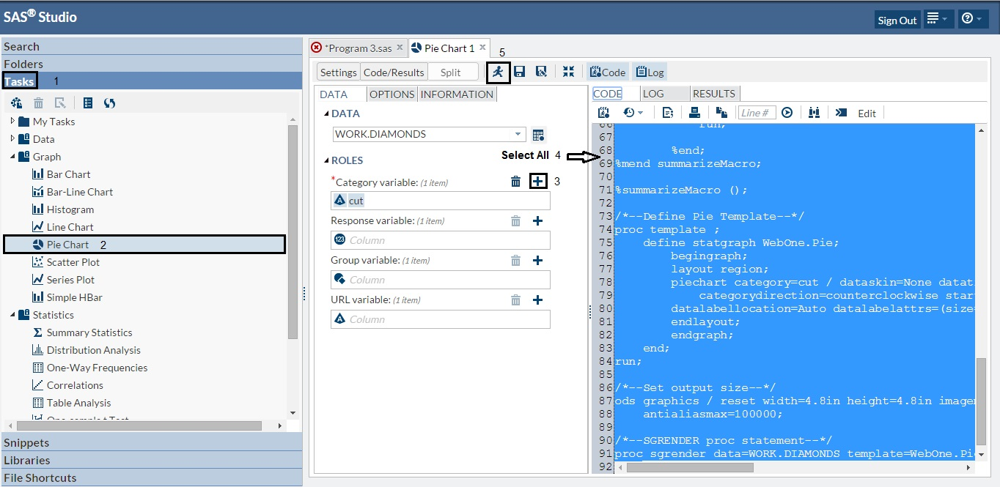 SAS® Studio
Sign Out
Search
Folders
Tasks 1
My Tasks
Data
Graph
Bar Chart
Bar-Line Chart
Histogram
Line Chart
Pie Chart 2
Scatter Plot
Series Plot
Simple HBar
Statistics
Summary Statistics
Distribution Analysis
One-Way Frequencies
Correlations
Table Analysis
Snippets
Libraries
File Shortcuts
*Program 3.sas
Pie Chart 1
5
Settings Code/Results Split
Code Log
DATA OPTIONS INFORMATION
DATA
WORK.DIAMONDS
Select All 4
ROLES
*Category variable: (1 item) 3
cut
Response variable: (1 item)
123 Column
Group variable: (1 item)
Column
URL variable: (1 item)
Column
CODE LOG RESULTS
Line # Edit
66 run;
67
68 %end;
69 %mend summarizeMacro;
70
71 %summarizeMacro ();
72
73 /*--Define Pie Template--*/
74 proc template ;
75 define statgraph WebOne.Pie;
76 begingraph;
77 layout region;
78 piechart category=cut / dataskin=None datat
79 categorydirection=counterclockwise star
80 datalabellocation=Auto datalabelattrs=(size=
81 endlayout;
82 endgraph;
83 end;
84 run;
85
86 /*--Set output size--*/
87 ods graphics / reset width=4.8in height=4.8in imagem
88 antialiasmax=100000;
89
90 /*--SGRENDER proc statement--*/
91 proc sgrender data=WORK.DIAMONDS template=WebOne.Pi
92